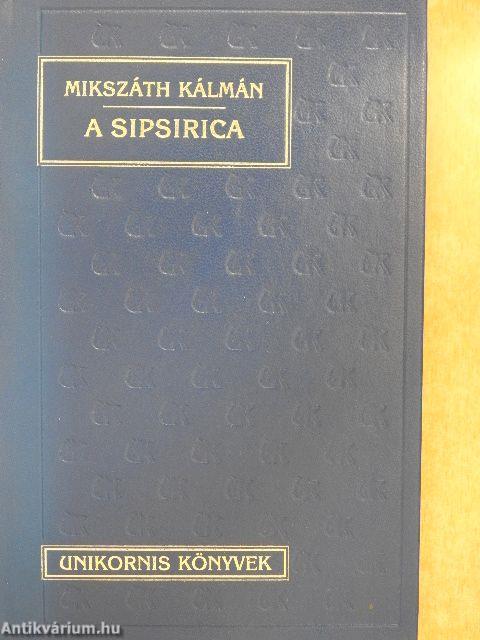 MIKSZÁTH KÁLMÁN
A SIPSIRICA
UNIKORNIS KÖNYVEK
Antikvárium.hu